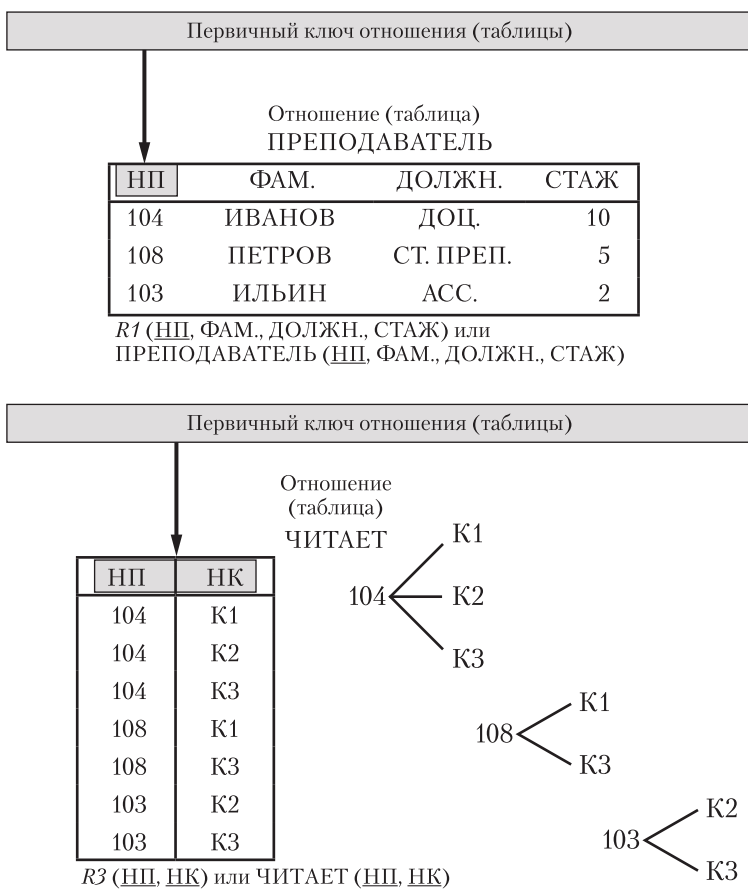 Первичный ключ отношения (таблицы)
Отношение (таблица)
ПРЕПОДАВАТЕЛЬ
НП ФАМ. ДОЛЖН. СТАЖ
104 ИВАНОВ ДОЦ. 10
108 ПЕТРОВ СТ. ПРЕП. 5
103 ИЛЬИН АСС. 2
R1 (НП, ФАМ., ДОЛЖН., СТАЖ) или
ПРЕПОДАВАТЕЛЬ (НП, ФАМ., ДОЛЖН., СТАЖ)
Первичный ключ отношения (таблицы)
Отношение
(таблица)
ЧИТАЕТ
НП НК
104 К1
104 К2
104 К3
108 К1
108 К3
103 К2
103 К3
К1
104 К2
К3
К1
108
К3
К2
103
К3
R3 (НП, НК) или ЧИТАЕТ (НП, НК)